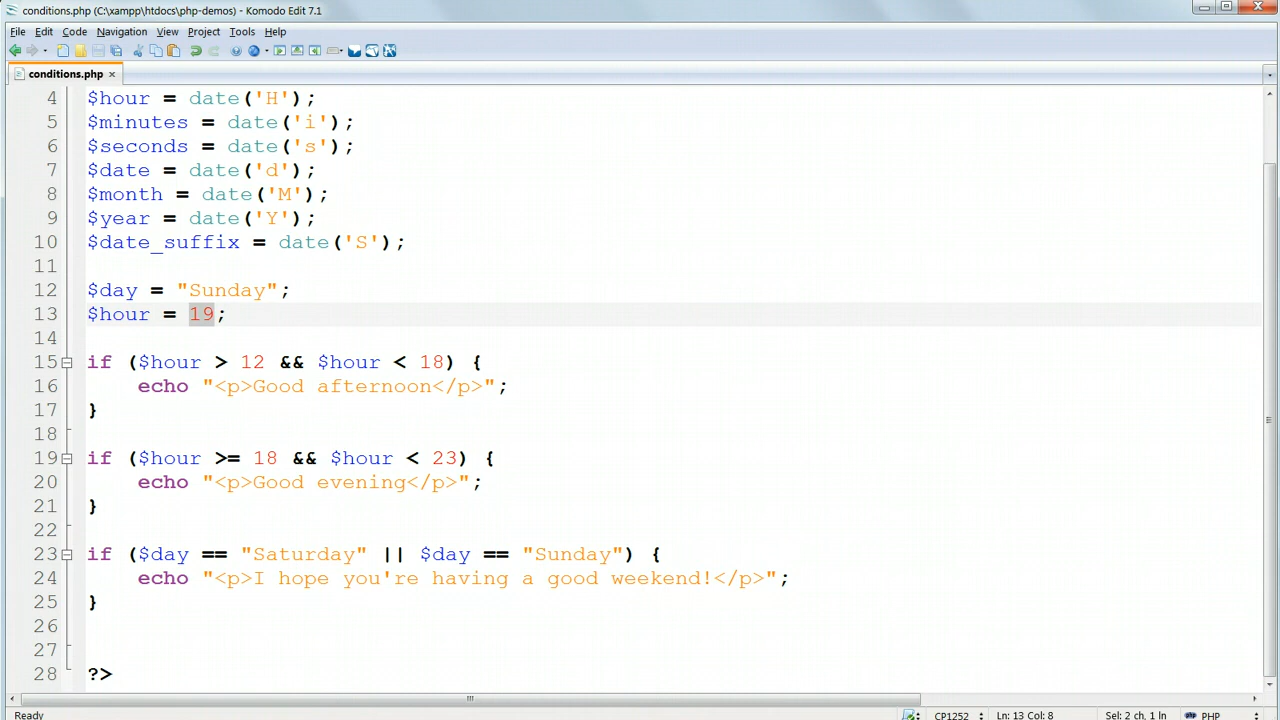 conditions.php (C:\xampp\htdocs\php-demos) - Komodo Edit 7.1
File Edit Code Navigation View Project Tools Help
conditions.php
4 $hour = date('H');
5 $minutes = date('i');
6 $seconds = date('s');
7 $date = date('d');
8 $month = date('M');
9 $year = date('Y');
10 $date_suffix = date('S');
11
12 $day = "Sunday";
13 $hour = 19;
14
15 if ($hour > 12 && $hour < 18) {
16     echo "<p>Good afternoon</p>";
17 }
18
19 if ($hour >= 18 && $hour < 23) {
20     echo "<p>Good evening</p>";
21 }
22
23 if ($day == "Saturday" || $day == "Sunday") {
24     echo "<p>I hope you're having a good weekend!</p>";
25 }
26
27
28 ?>
Ready CP1252 Ln: 13 Col: 8 Sel: 2 ch, 1 ln PHP